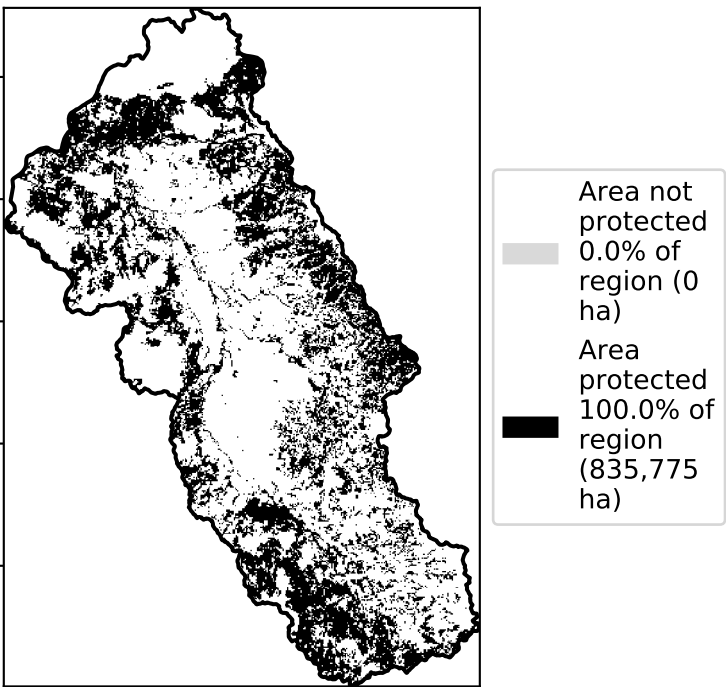 Area not
protected
0.0% of
region (0
ha)
Area
protected
100.0% of
region
(835,775
ha)